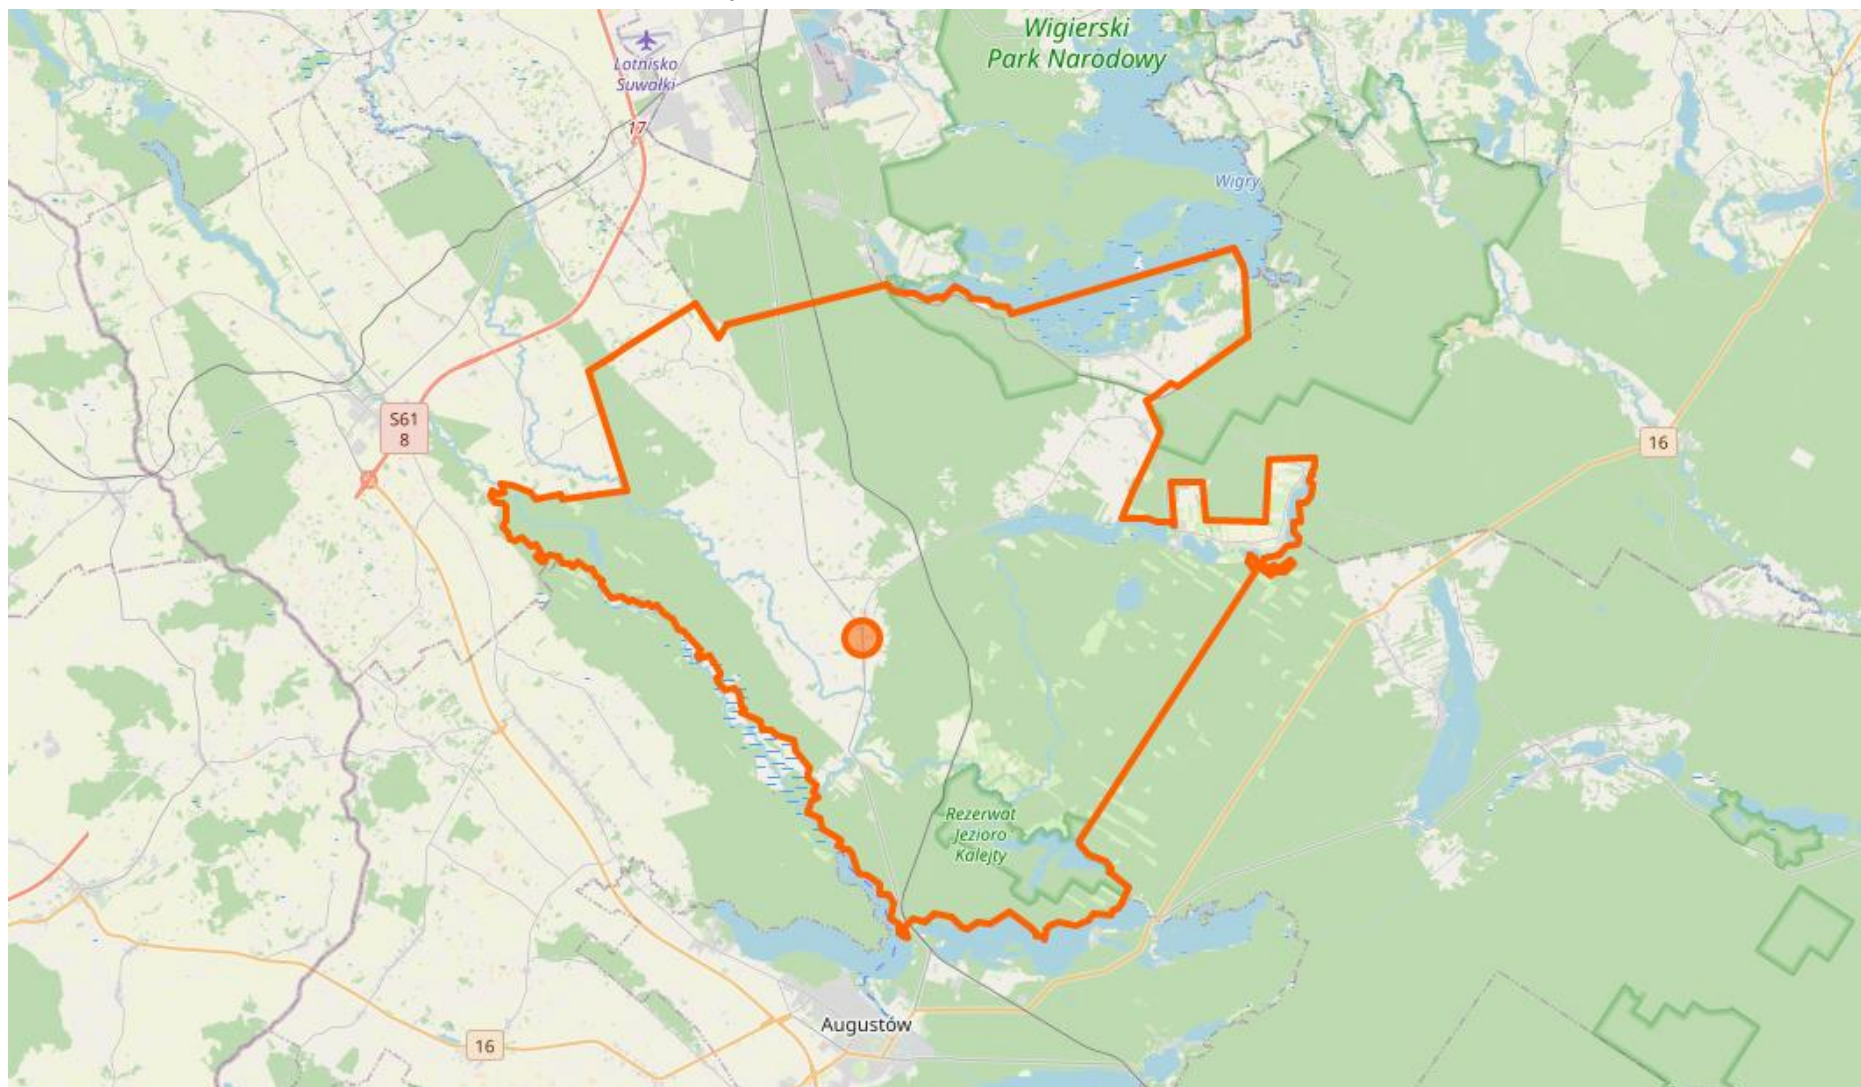 Wigierski
Park Narodowy
Lotnisko
Suwałki
17
Wigry
S61
8
16
Rezerwat
Jezioro
Kalejty
Augustów
16